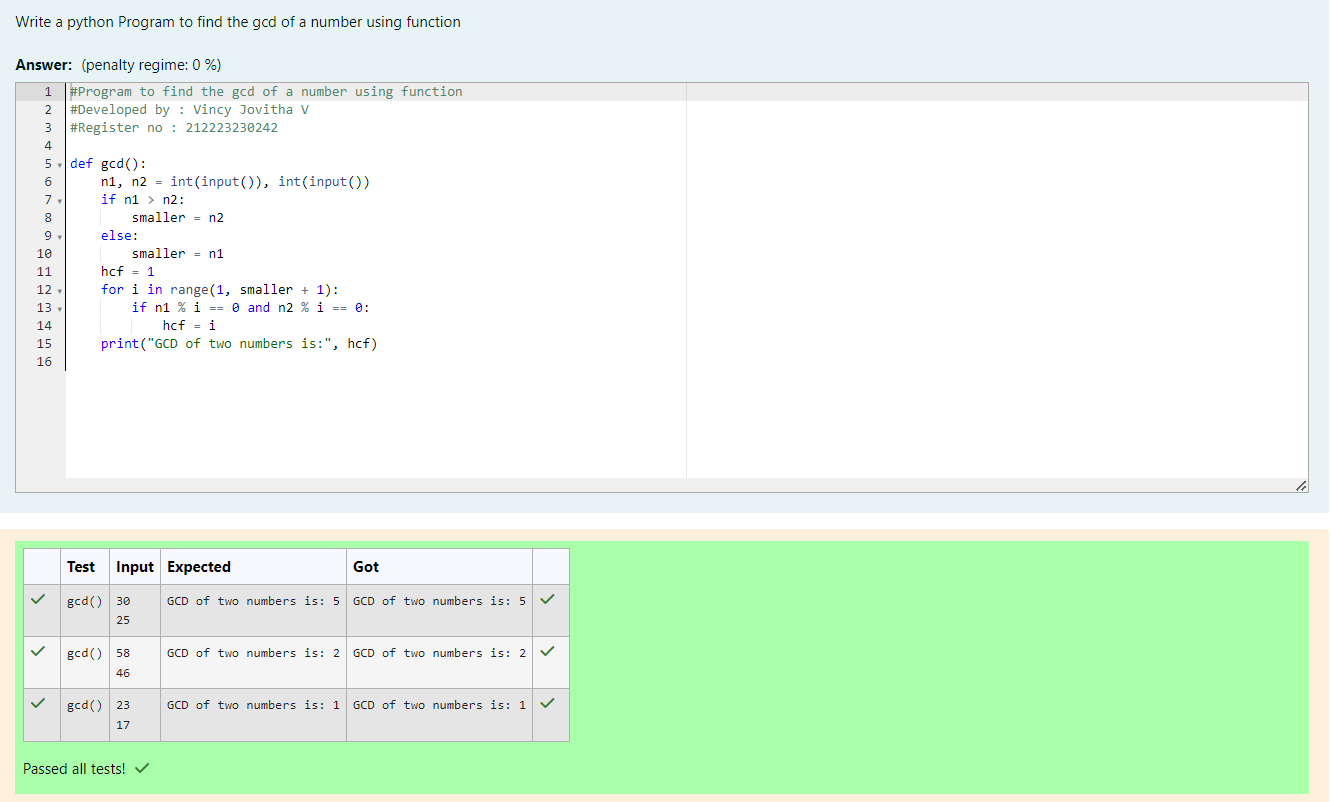 Write a python Program to find the gcd of a number using function
Answer: (penalty regime: 0 %)
1 #Program to find the gcd of a number using function
2 #Developed by : Vincy Jovitha V
3 #Register no : 212223230242
4
5 def gcd():
6     n1, n2 = int(input()), int(input())
7     if n1 > n2:
8         smaller = n2
9     else:
10         smaller = n1
11     hcf = 1
12     for i in range(1, smaller + 1):
13         if n1 % i == 0 and n2 % i == 0:
14             hcf = i
15     print("GCD of two numbers is:", hcf)
16
Test Input Expected Got
gcd() 30 GCD of two numbers is: 5 GCD of two numbers is: 5
25
gcd() 58 GCD of two numbers is: 2 GCD of two numbers is: 2
46
gcd() 23 GCD of two numbers is: 1 GCD of two numbers is: 1
17
Passed all tests!